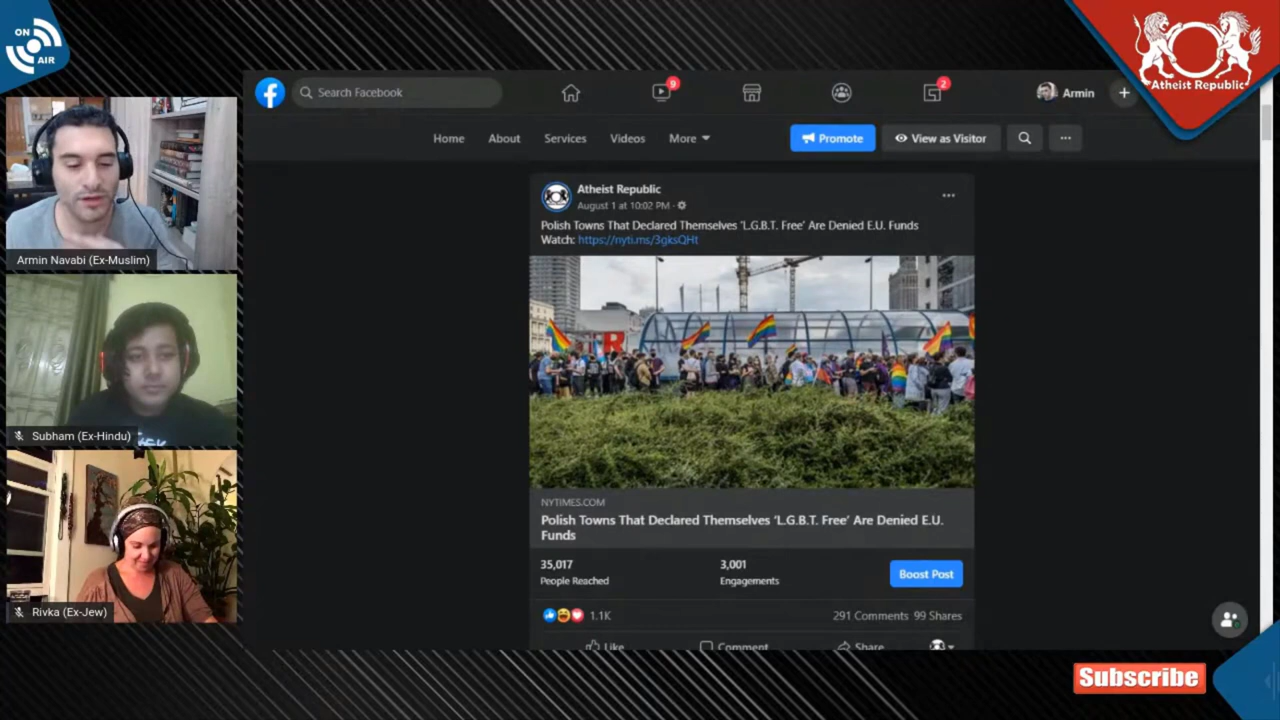 ON
AIR
Search Facebook
9
2
Armin
Atheist Republic
Home
About
Services
Videos
More
Promote
View as Visitor
Armin Navabi (Ex-Muslim)
Subham (Ex-Hindu)
Rivka (Ex-Jew)
Atheist Republic
August 1 at 10:02 PM ·
Polish Towns That Declared Themselves 'L.G.B.T. Free' Are Denied E.U. Funds
Watch: https://nyti.ms/3gksQHt
R
NYTIMES.COM
Polish Towns That Declared Themselves 'L.G.B.T. Free' Are Denied E.U.
Funds
35,017
People Reached
3,001
Engagements
Boost Post
1.1K
291 Comments 99 Shares
Like
Comment
Share
Subscribe